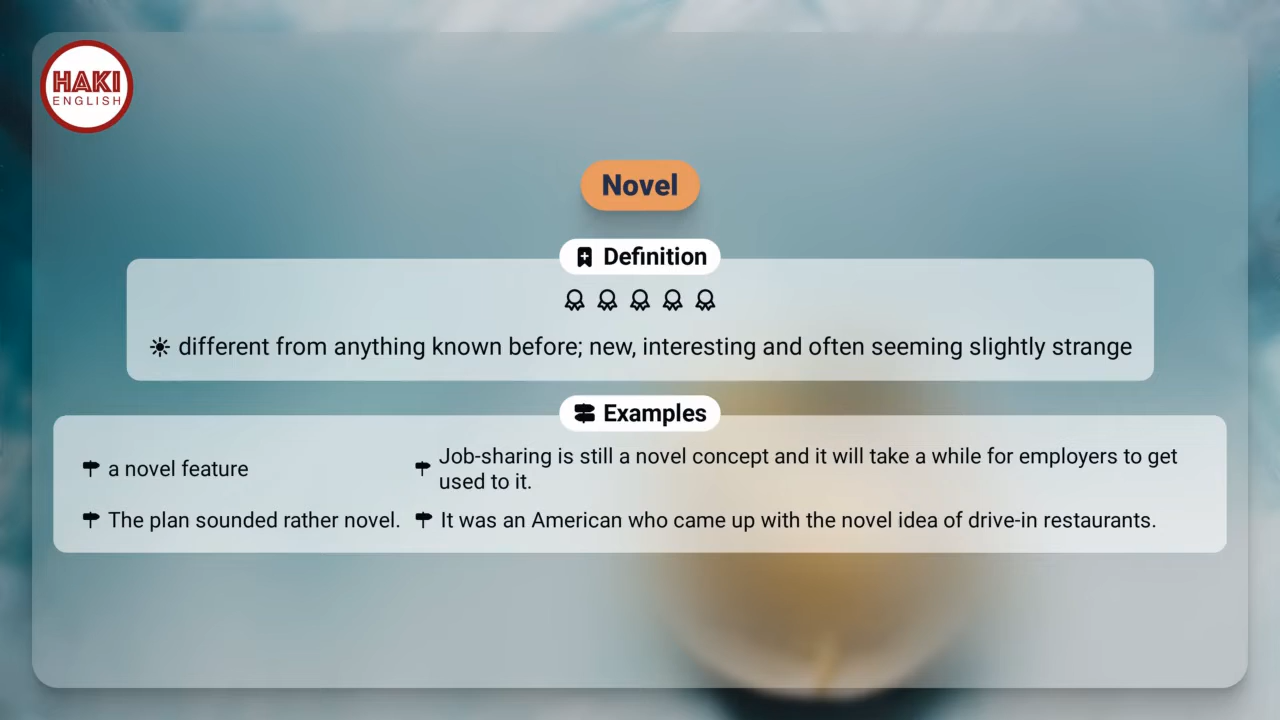 HAKI
ENGLISH
Novel
Definition
different from anything known before; new, interesting and often seeming slightly strange
Examples
a novel feature
Job-sharing is still a novel concept and it will take a while for employers to get
used to it.
The plan sounded rather novel.
It was an American who came up with the novel idea of drive-in restaurants.